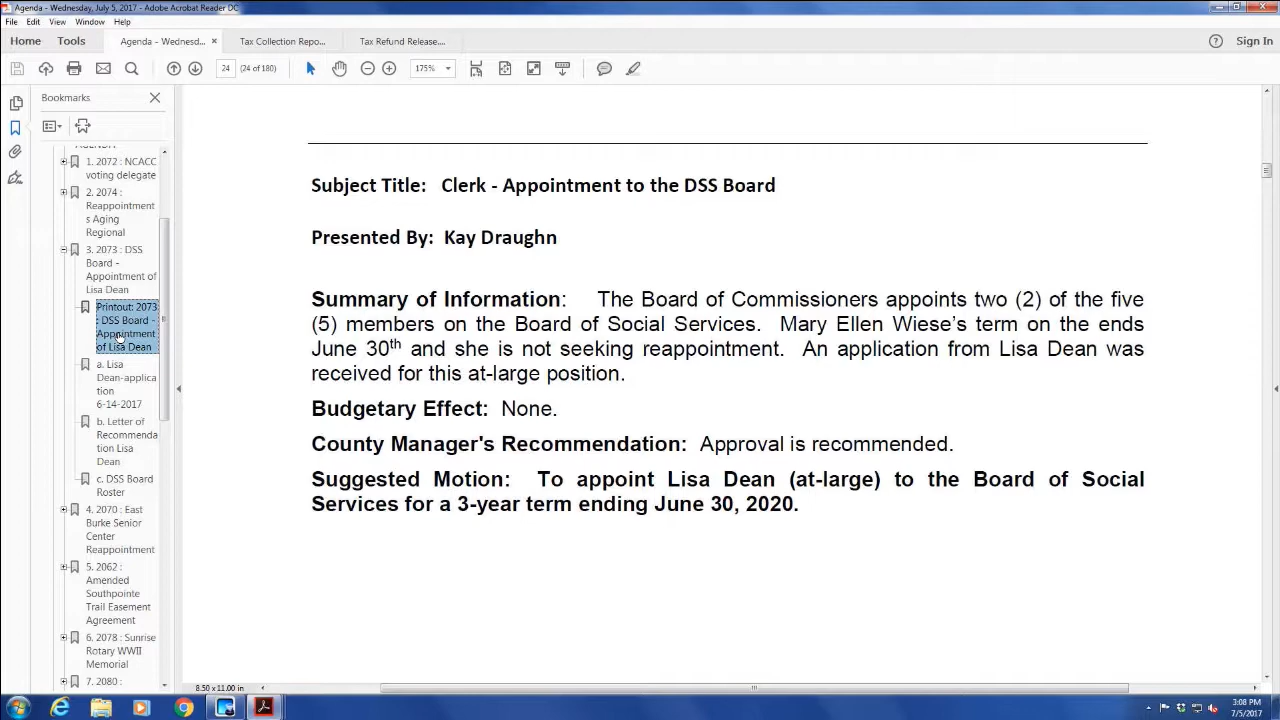 Agenda - Wednesday, July 5, 2017 - Adobe Acrobat Reader DC
File Edit View Window Help
Home Tools Agenda - Wednesd... × Tax Collection Repo... Tax Refund Release... Sign In
24 (24 of 180) 175%
Bookmarks
AGENDA
1. 2072 : NCACC
voting delegate
2. 2074 :
Reappointment
s Aging
Regional
3. 2073 : DSS
Board -
Appointment of
Lisa Dean
Printout: 2073
: DSS Board -
Appointment
of Lisa Dean
a. Lisa
Dean-applica
tion
6-14-2017
b. Letter of
Recommenda
tion Lisa
Dean
c. DSS Board
Roster
4. 2070 : East
Burke Senior
Center
Reappointment
5. 2062 :
Amended
Southpointe
Trail Easement
Agreement
6. 2078 : Sunrise
Rotary WWII
Memorial
7. 2080 :
Subject Title: Clerk - Appointment to the DSS Board
Presented By: Kay Draughn
Summary of Information: The Board of Commissioners appoints two (2) of the five
(5) members on the Board of Social Services. Mary Ellen Wiese’s term on the ends
June 30th and she is not seeking reappointment. An application from Lisa Dean was
received for this at-large position.
Budgetary Effect: None.
County Manager's Recommendation: Approval is recommended.
Suggested Motion: To appoint Lisa Dean (at-large) to the Board of Social
Services for a 3-year term ending June 30, 2020.
8.50 x 11.00 in
3:08 PM
7/5/2017